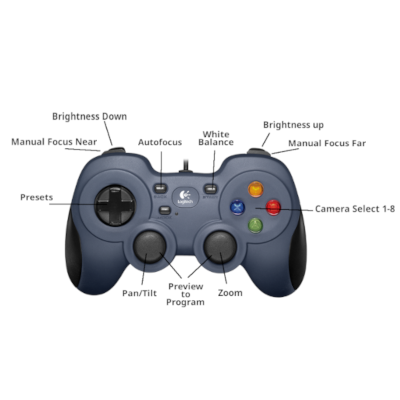 Brightness Down
Brightness up
Manual Focus Near
Autofocus
White
Balance
Manual Focus Far
Presets
Logitech
Camera Select 1-8
Pan/Tilt
Preview
to
Program
Zoom